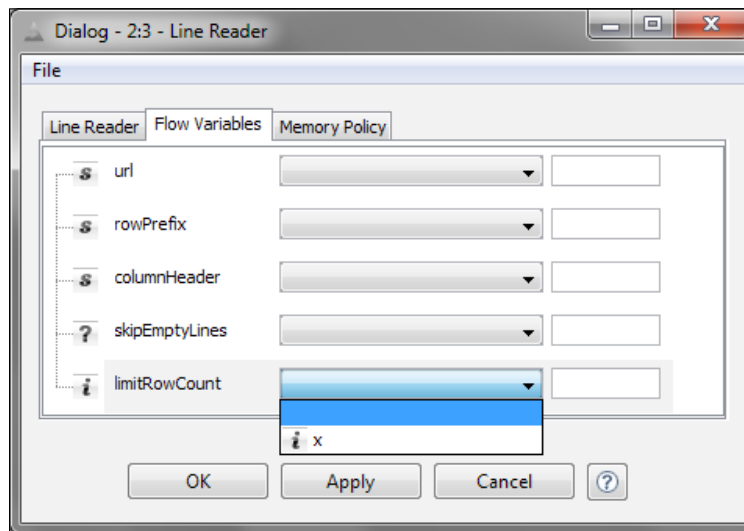 Dialog - 2:3 - Line Reader
File
Line Reader Flow Variables Memory Policy
s url
s rowPrefix
s columnHeader
? skipEmptyLines
i limitRowCount
i x
OK Apply Cancel ?